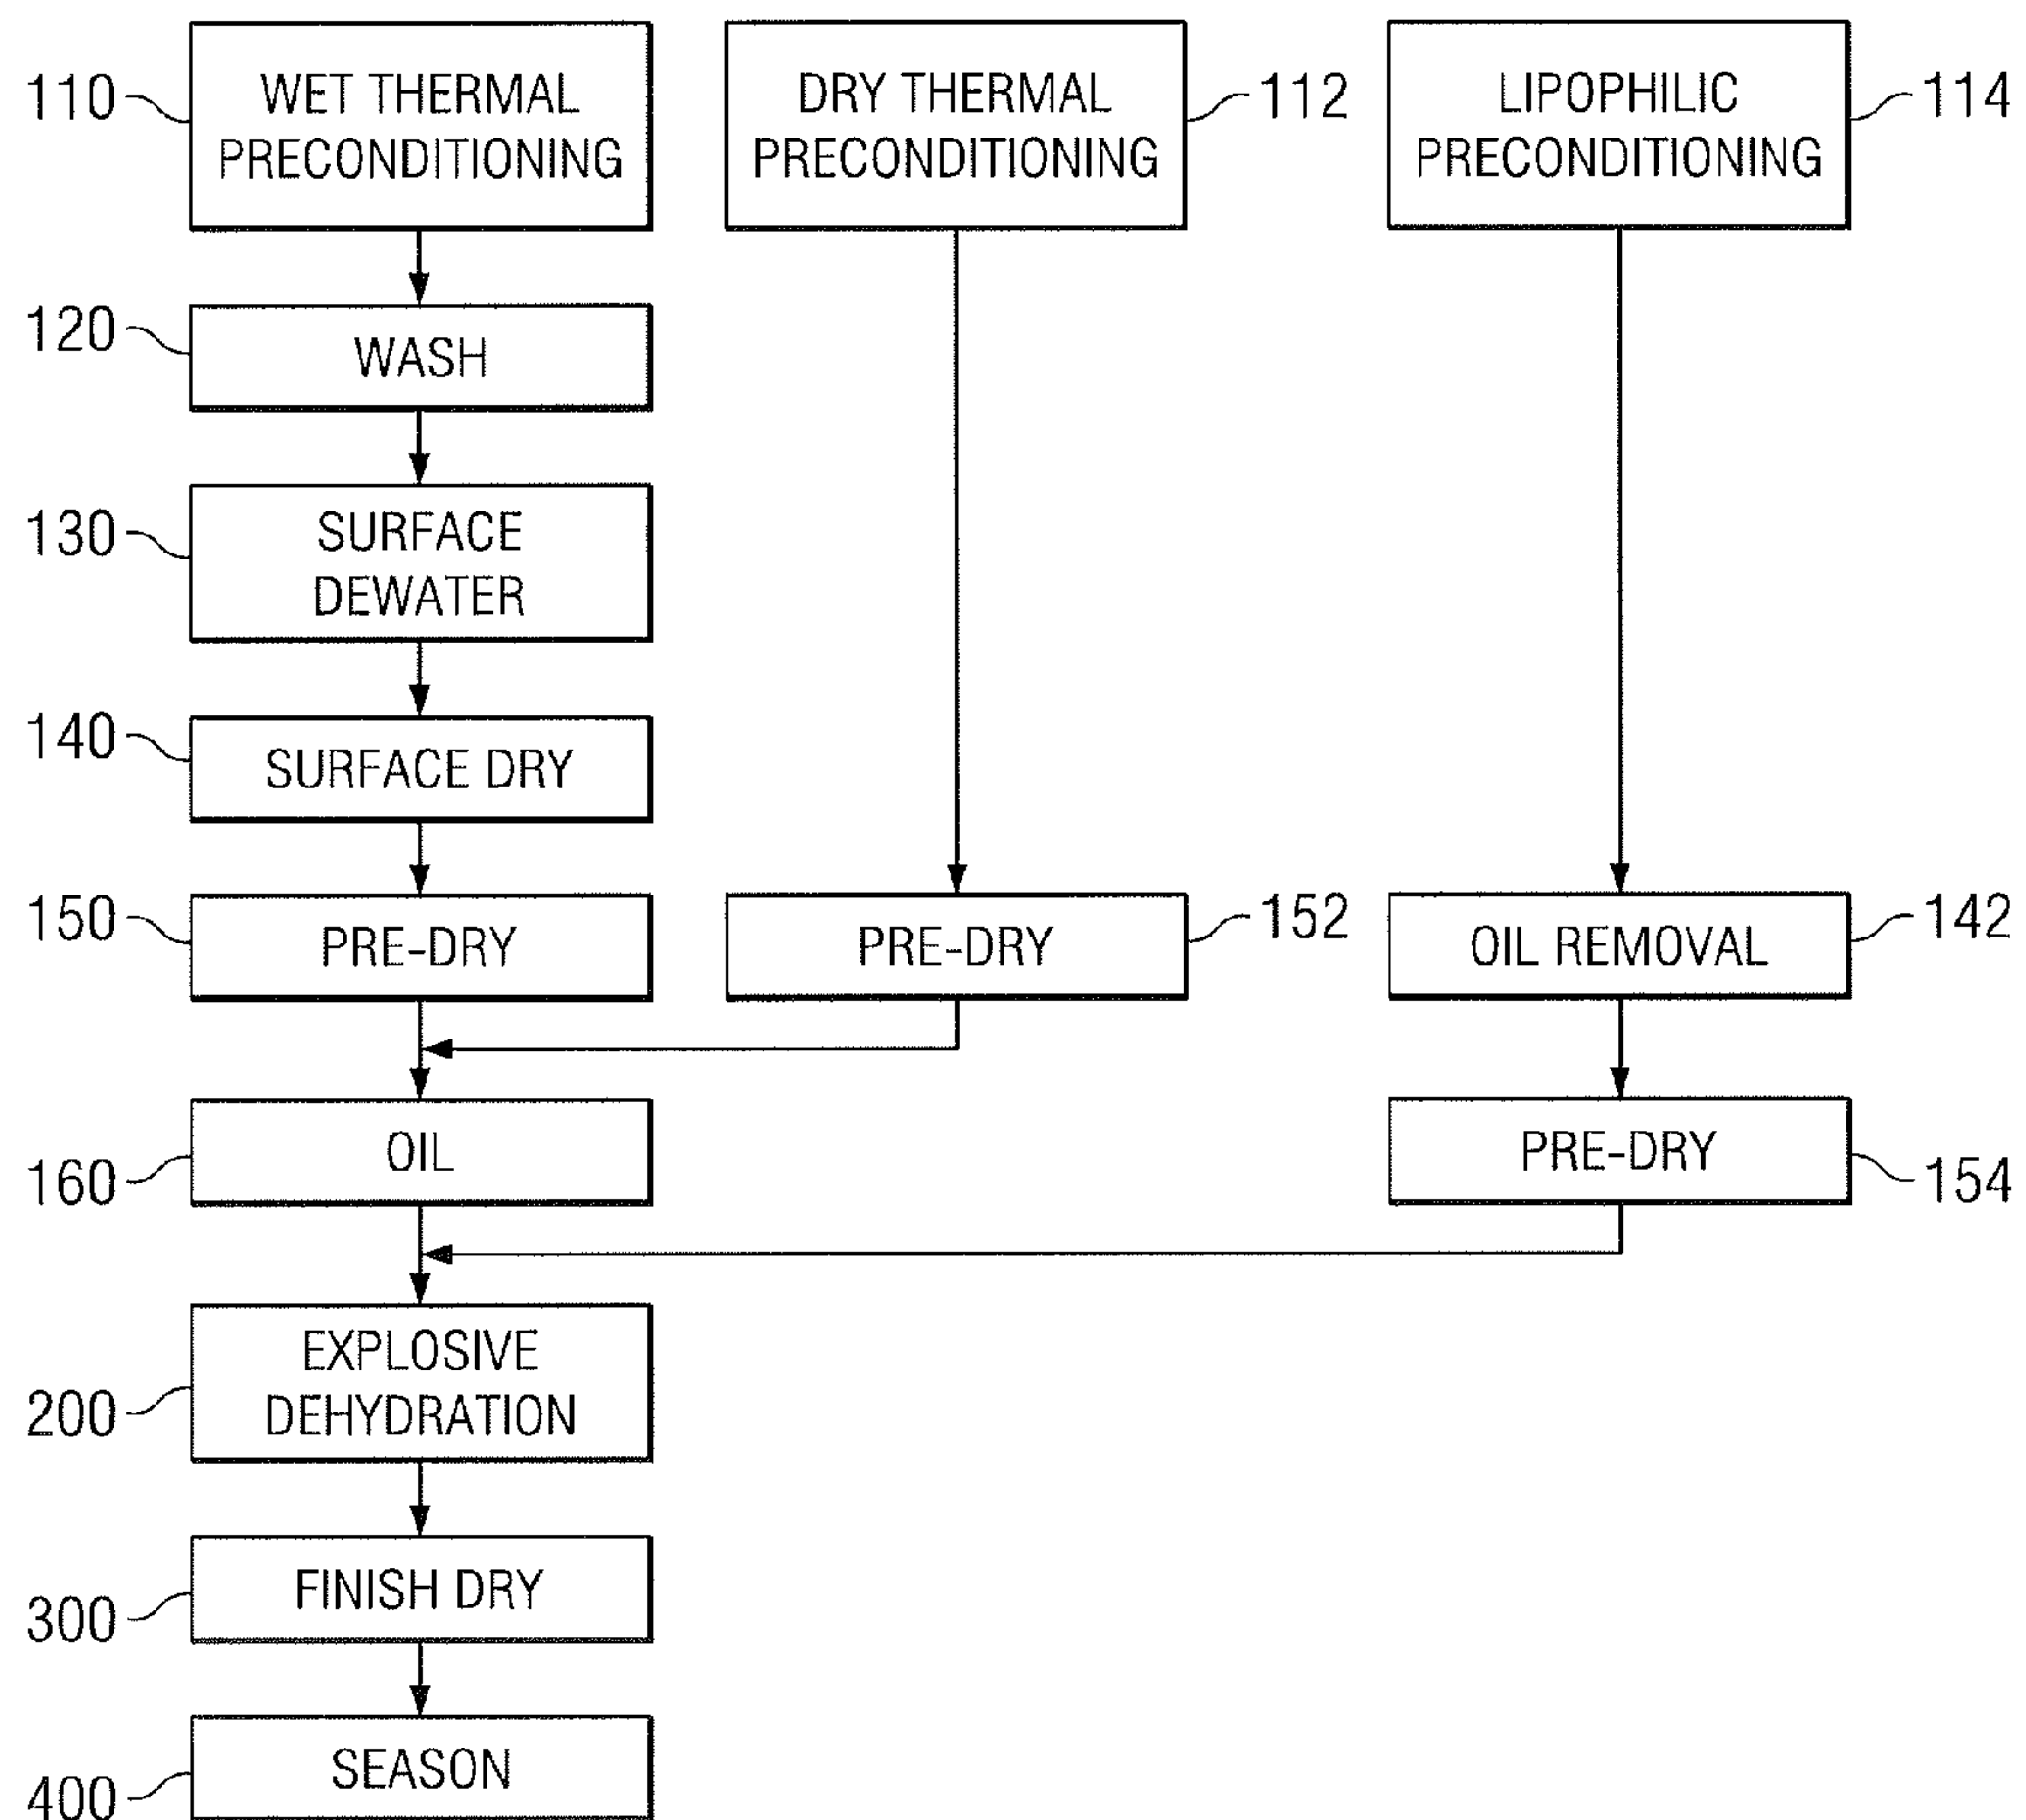 110
WET THERMAL
PRECONDITIONING
DRY THERMAL
PRECONDITIONING
112
LIPOPHILIC
PRECONDITIONING
114
120
WASH
130
SURFACE
DEWATER
140
SURFACE DRY
150
PRE-DRY
PRE-DRY
152
OIL REMOVAL
142
160
OIL
PRE-DRY
154
200
EXPLOSIVE
DEHYDRATION
300
FINISH DRY
400
SEASON